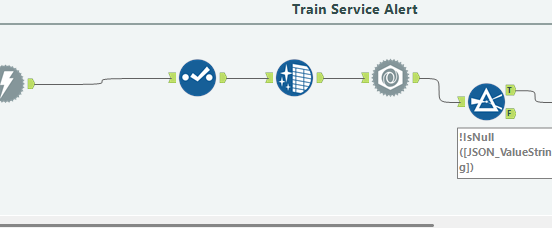 Train Service Alert
T
F
!IsNull
([JSON_ValueStrin
g])